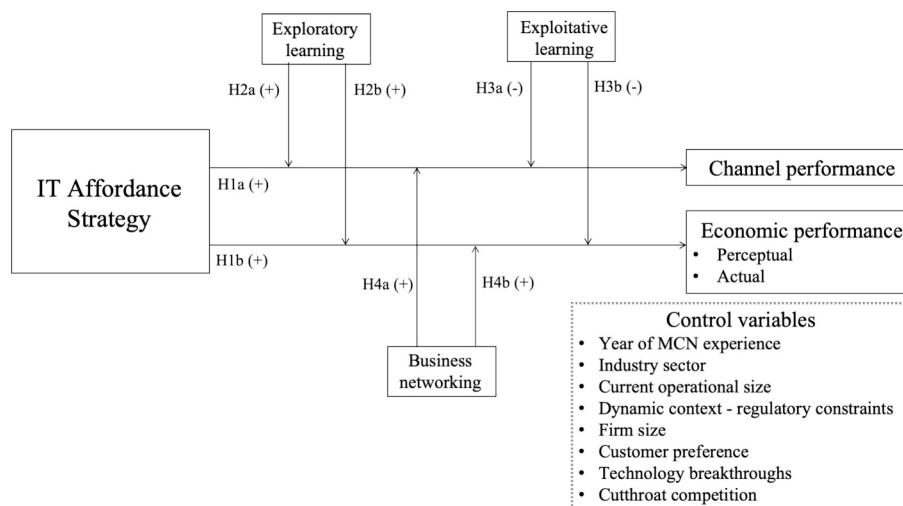 Exploratory
learning
Exploitative
learning
H2a (+)
H2b (+)
H3a (-)
H3b (-)
IT Affordance
Strategy
H1a (+)
Channel performance
H1b (+)
Economic performance
• Perceptual
• Actual
H4a (+)
H4b (+)
Business
networking
Control variables
• Year of MCN experience
• Industry sector
• Current operational size
• Dynamic context - regulatory constraints
• Firm size
• Customer preference
• Technology breakthroughs
• Cutthroat competition